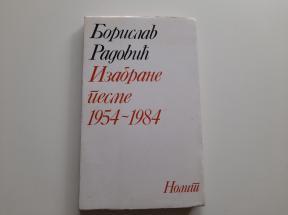 Борислав
Радовић
Изабране
песме
1954-1984
Нолит